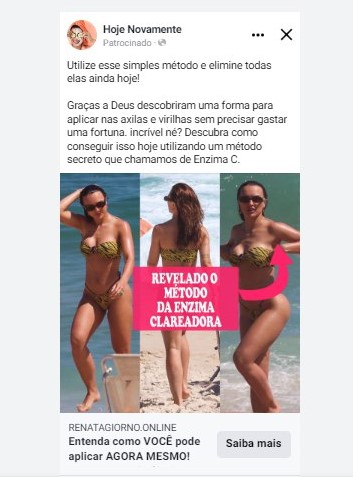 Hoje Novamente
Patrocinado ·
Utilize esse simples método e elimine todas
elas ainda hoje!
Graças a Deus descobriram uma forma para
aplicar nas axilas e virilhas sem precisar gastar
uma fortuna. incrível né? Descubra como
conseguir isso hoje utilizando um método
secreto que chamamos de Enzima C.
REVELADO O
MÉTODO
DA ENZIMA
CLAREADORA
RENATAGIORNO.ONLINE
Entenda como VOCÊ pode
aplicar AGORA MESMO!
Saiba mais